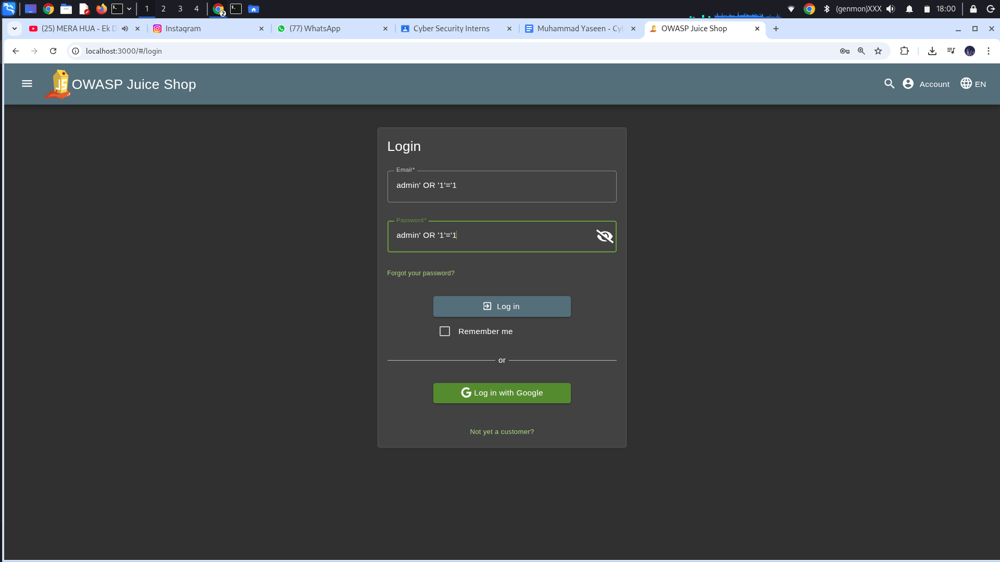 1 2 3 4 (genmon)XXX 18:00
(25) MERA HUA - Ek D Instagram (77) WhatsApp Cyber Security Interns Muhammad Yaseen - Cyb OWASP Juice Shop
localhost:3000/#/login
OWASP Juice Shop Account EN
Login
Email*
admin' OR '1'='1
Password*
admin' OR '1'='1
Forgot your password?
Log in
Remember me
or
Log in with Google
Not yet a customer?